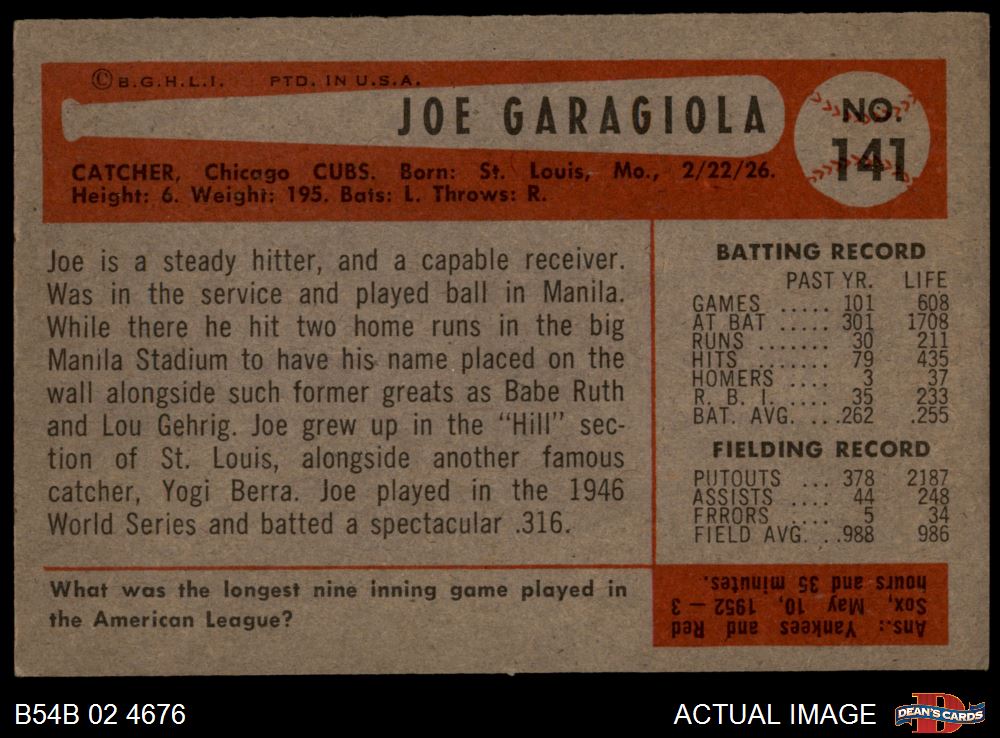 © B.G.H.L.I. PTD. IN U.S.A.
JOE GARAGIOLA
NO.
141
CATCHER, Chicago CUBS. Born: St. Louis, Mo., 2/22/26.
Height: 6. Weight: 195. Bats: L. Throws: R.
Joe is a steady hitter, and a capable receiver.
Was in the service and played ball in Manila.
While there he hit two home runs in the big
Manila Stadium to have his name placed on the
wall alongside such former greats as Babe Ruth
and Lou Gehrig. Joe grew up in the "Hill" sec-
tion of St. Louis, alongside another famous
catcher, Yogi Berra. Joe played in the 1946
World Series and batted a spectacular .316.
BATTING RECORD
PAST YR. LIFE
GAMES ..... 101 608
AT BAT ..... 301 1708
RUNS ....... 30 211
HITS ....... 79 435
HOMERS .... 3 37
R. B. I. .... 35 233
BAT. AVG. ...262 .255
FIELDING RECORD
PUTOUTS ... 378 2187
ASSISTS .... 44 248
FRRORS .... 5 34
FIELD AVG. ..988 986
What was the longest nine inning game played in
the American League?
Ans.: Yankees and Red
Sox, May 10, 1952 — 3
hours and 35 minutes.
B54B 02 4676
ACTUAL IMAGE
D
DEAN'S CARDS